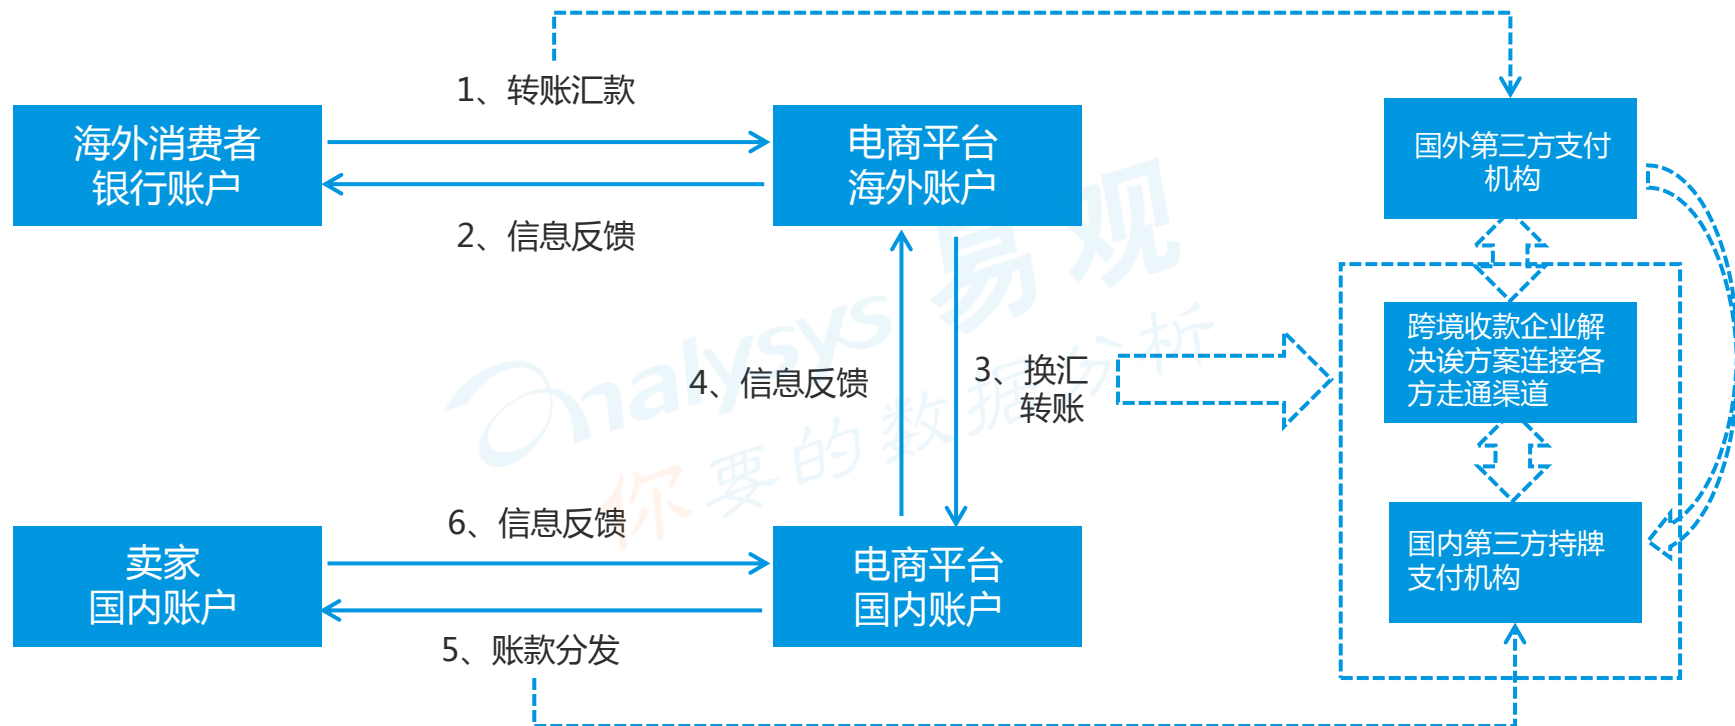 1、转账汇款
海外消费者
银行账户
电商平台
海外账户
国外第三方支付
机构
2、信息反馈
易观
analysys
你要的数据分析
4、信息反馈
3、换汇
转账
跨境收款企业解
决诶方案连接各
方走通渠道
6、信息反馈
卖家
国内账户
电商平台
国内账户
国内第三方持牌
支付机构
5、账款分发